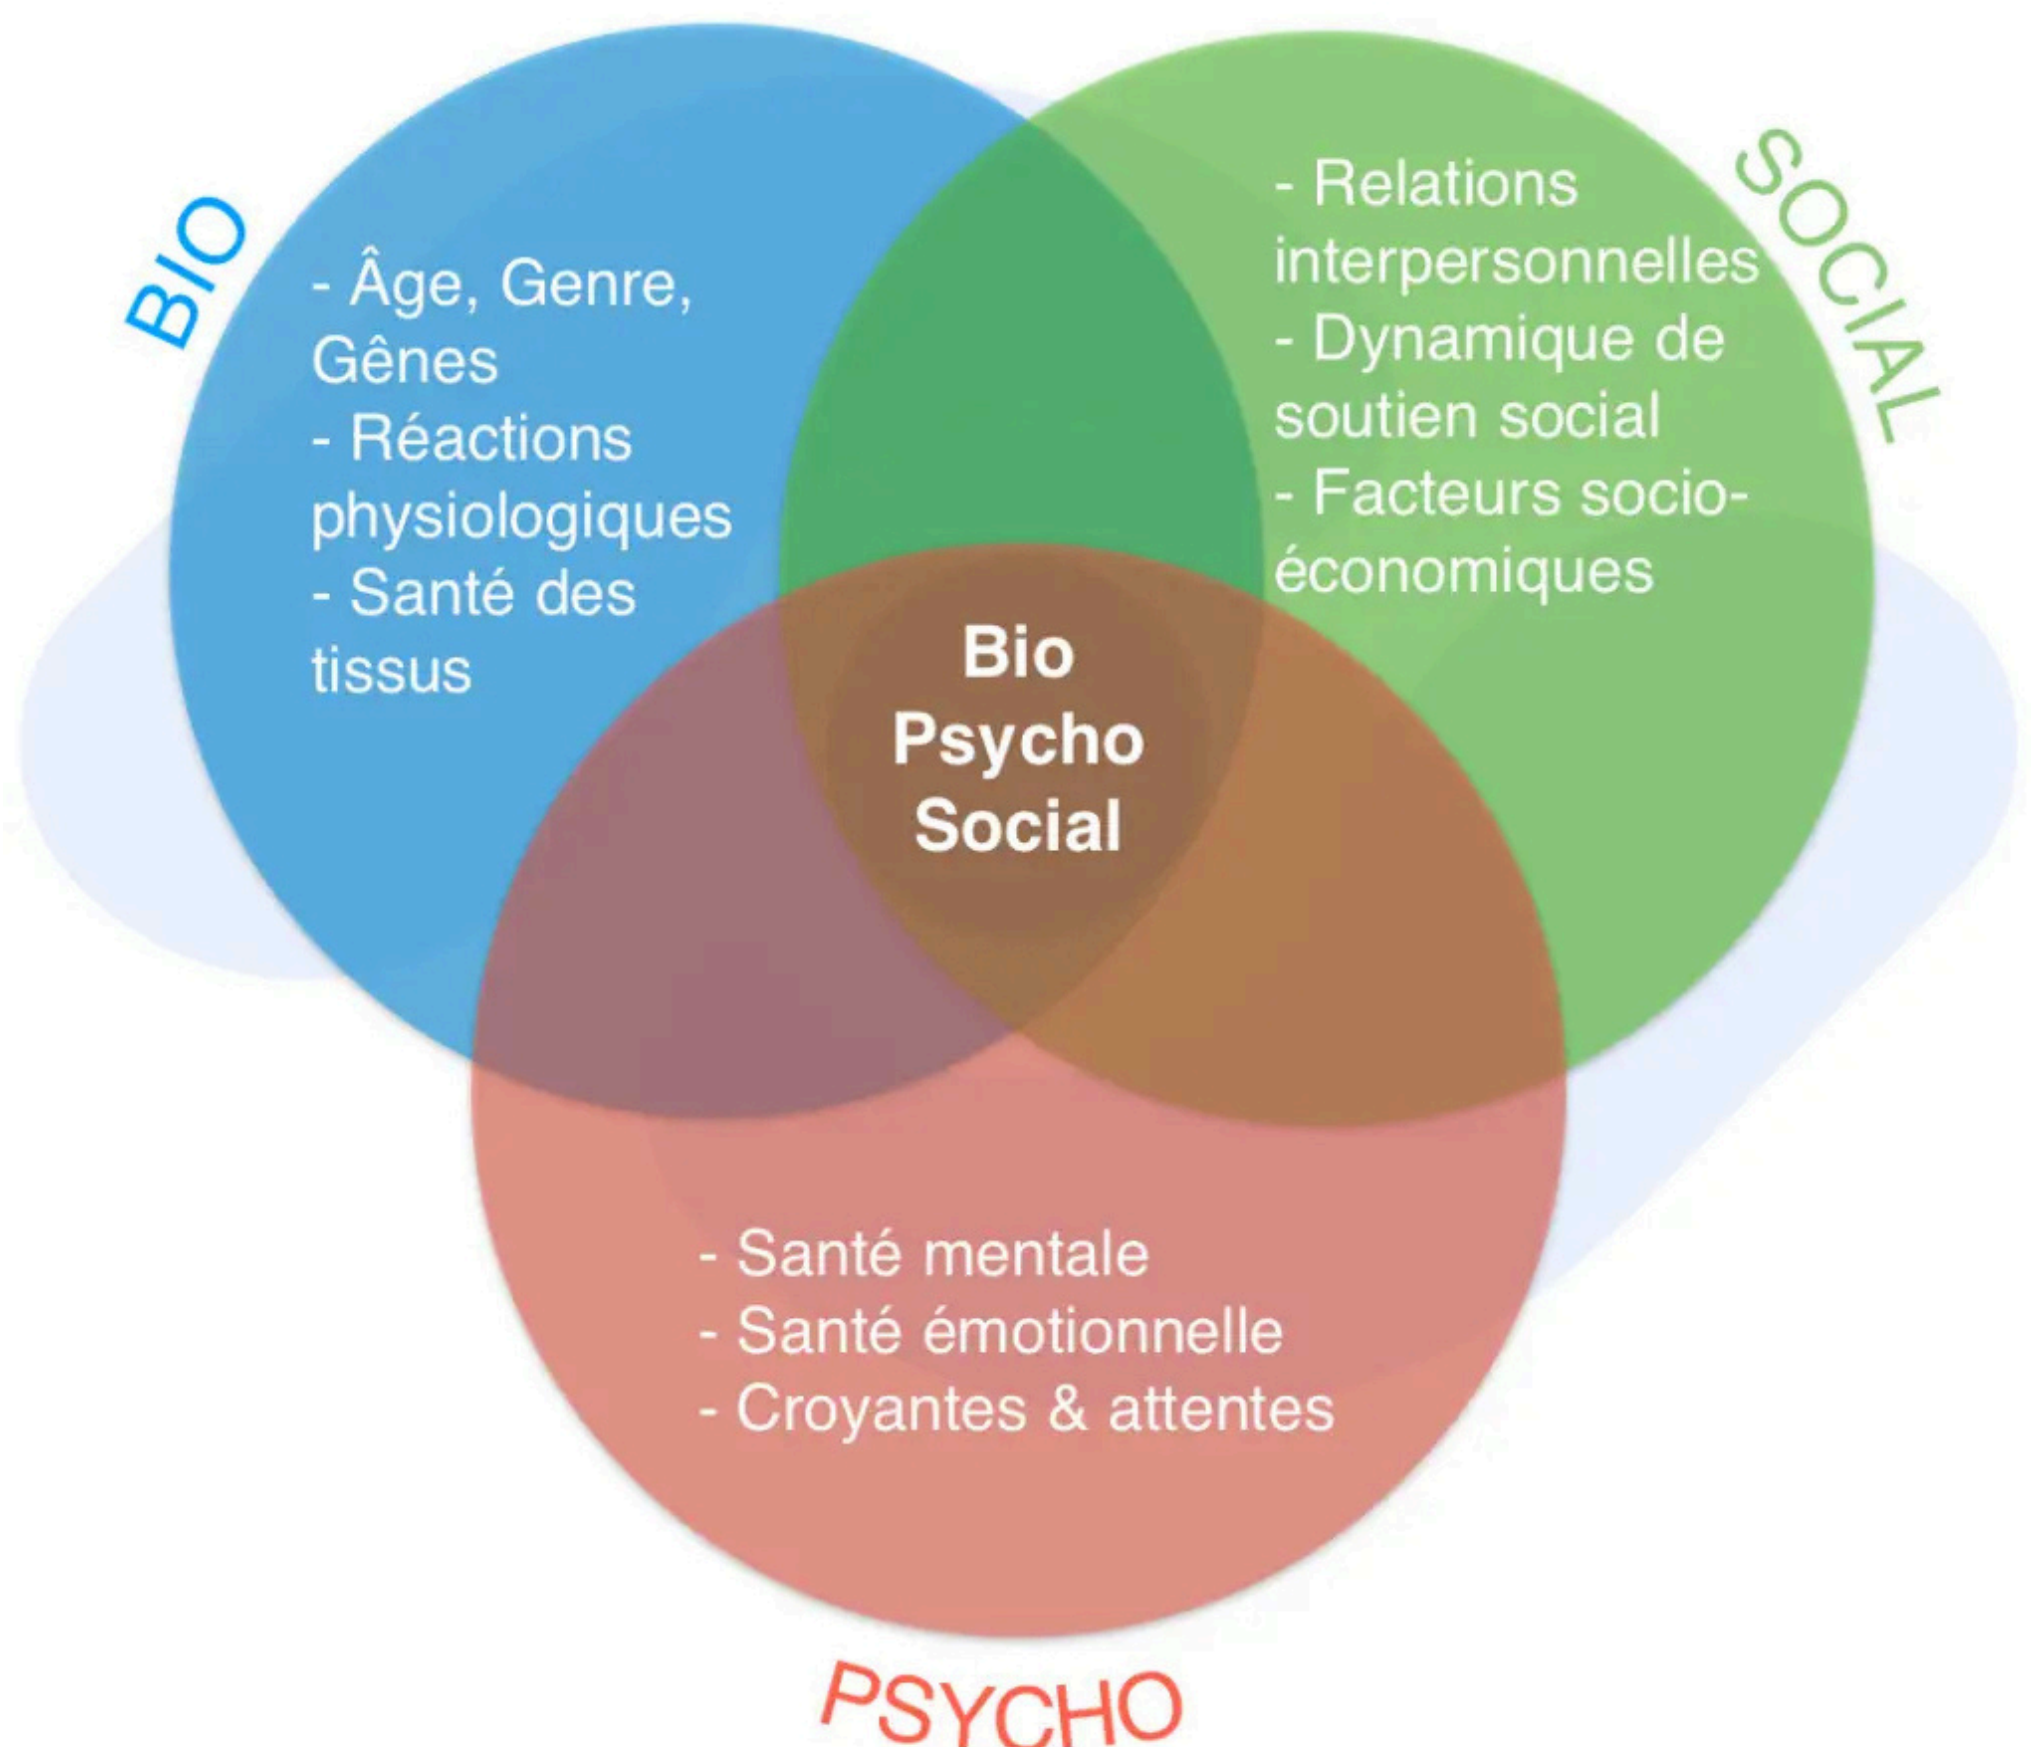 BIO
- Âge, Genre,
Gênes
- Réactions
physiologiques
- Santé des
tissus
SOCIAL
- Relations
interpersonnelles
- Dynamique de
soutien social
- Facteurs socio-
économiques
Bio
Psycho
Social
- Santé mentale
- Santé émotionnelle
- Croyantes & attentes
PSYCHO